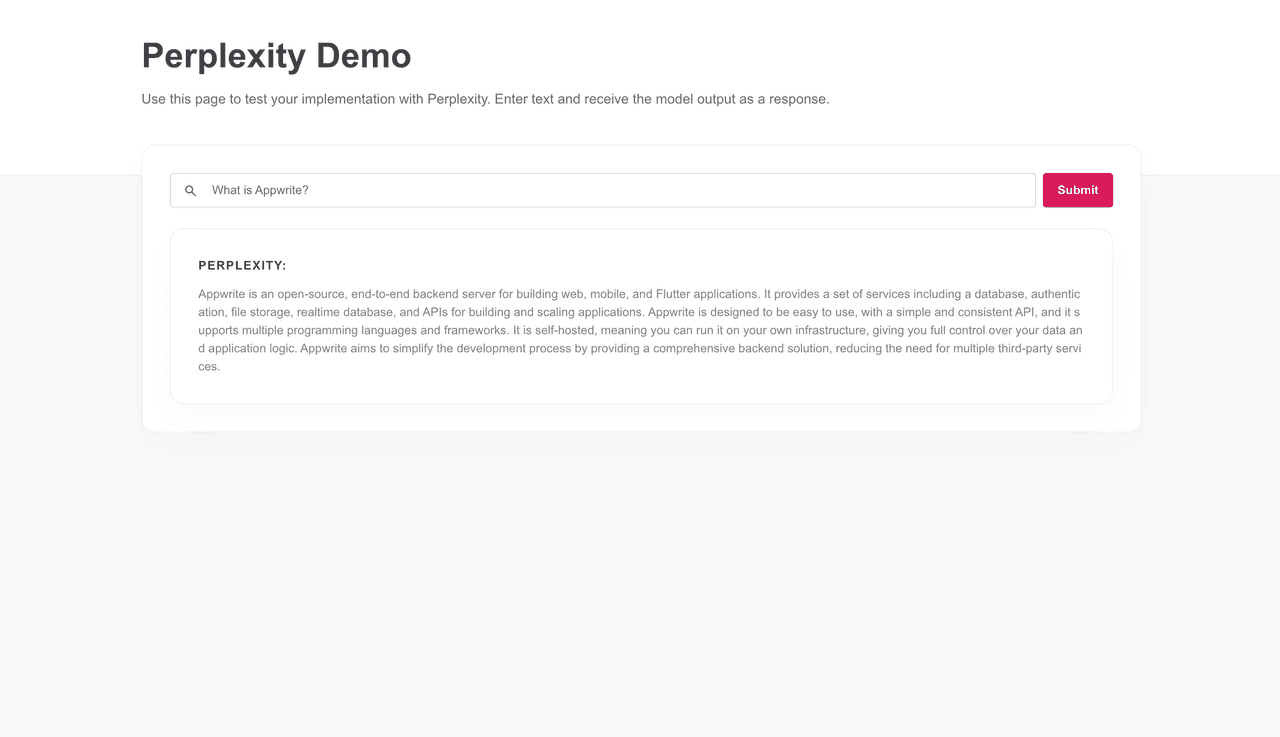 Perplexity Demo
Use this page to test your implementation with Perplexity. Enter text and receive the model output as a response.
What is Appwrite?
Submit
PERPLEXITY:
Appwrite is an open-source, end-to-end backend server for building web, mobile, and Flutter applications. It provides a set of services including a database, authentic
ation, file storage, realtime database, and APIs for building and scaling applications. Appwrite is designed to be easy to use, with a simple and consistent API, and it s
upports multiple programming languages and frameworks. It is self-hosted, meaning you can run it on your own infrastructure, giving you full control over your data an
d application logic. Appwrite aims to simplify the development process by providing a comprehensive backend solution, reducing the need for multiple third-party servi
ces.